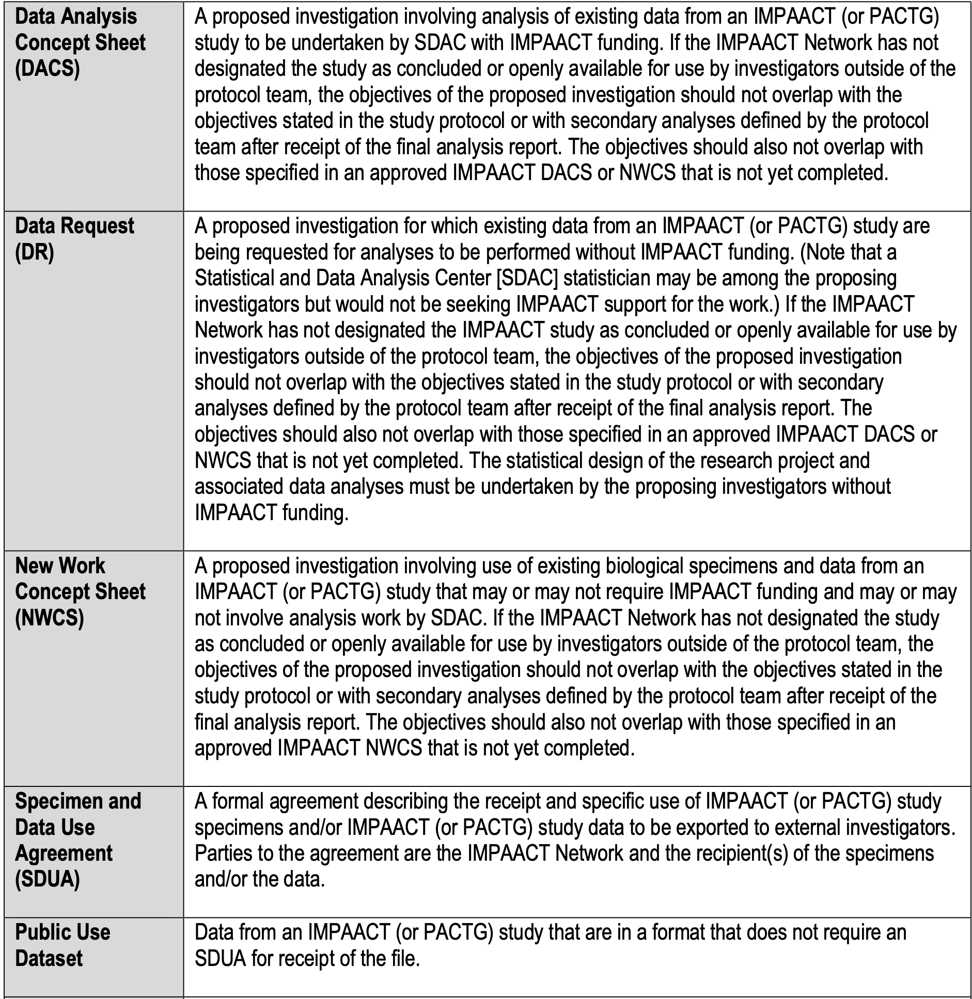 Data Analysis
Concept Sheet
(DACS)
A proposed investigation involving analysis of existing data from an IMPAACT (or PACTG)
study to be undertaken by SDAC with IMPAACT funding. If the IMPAACT Network has not
designated the study as concluded or openly available for use by investigators outside of the
protocol team, the objectives of the proposed investigation should not overlap with the
objectives stated in the study protocol or with secondary analyses defined by the protocol
team after receipt of the final analysis report. The objectives should also not overlap with
those specified in an approved IMPAACT DACS or NWCS that is not yet completed.
Data Request
(DR)
A proposed investigation for which existing data from an IMPAACT (or PACTG) study are
being requested for analyses to be performed without IMPAACT funding. (Note that a
Statistical and Data Analysis Center [SDAC] statistician may be among the proposing
investigators but would not be seeking IMPAACT support for the work.) If the IMPAACT
Network has not designated the IMPAACT study as concluded or openly available for use by
investigators outside of the protocol team, the objectives of the proposed investigation
should not overlap with the objectives stated in the study protocol or with secondary
analyses defined by the protocol team after receipt of the final analysis report. The
objectives should also not overlap with those specified in an approved IMPAACT DACS or
NWCS that is not yet completed. The statistical design of the research project and
associated data analyses must be undertaken by the proposing investigators without
IMPAACT funding.
New Work
Concept Sheet
(NWCS)
A proposed investigation involving use of existing biological specimens and data from an
IMPAACT (or PACTG) study that may or may not require IMPAACT funding and may or may
not involve analysis work by SDAC. If the IMPAACT Network has not designated the study
as concluded or openly available for use by investigators outside of the protocol team, the
objectives of the proposed investigation should not overlap with the objectives stated in the
study protocol or with secondary analyses defined by the protocol team after receipt of the
final analysis report. The objectives should also not overlap with those specified in an
approved IMPAACT NWCS that is not yet completed.
Specimen and
Data Use
Agreement
(SDUA)
A formal agreement describing the receipt and specific use of IMPAACT (or PACTG) study
specimens and/or IMPAACT (or PACTG) study data to be exported to external investigators.
Parties to the agreement are the IMPAACT Network and the recipient(s) of the specimens
and/or the data.
Public Use
Dataset
Data from an IMPAACT (or PACTG) study that are in a format that does not require an
SDUA for receipt of the file.